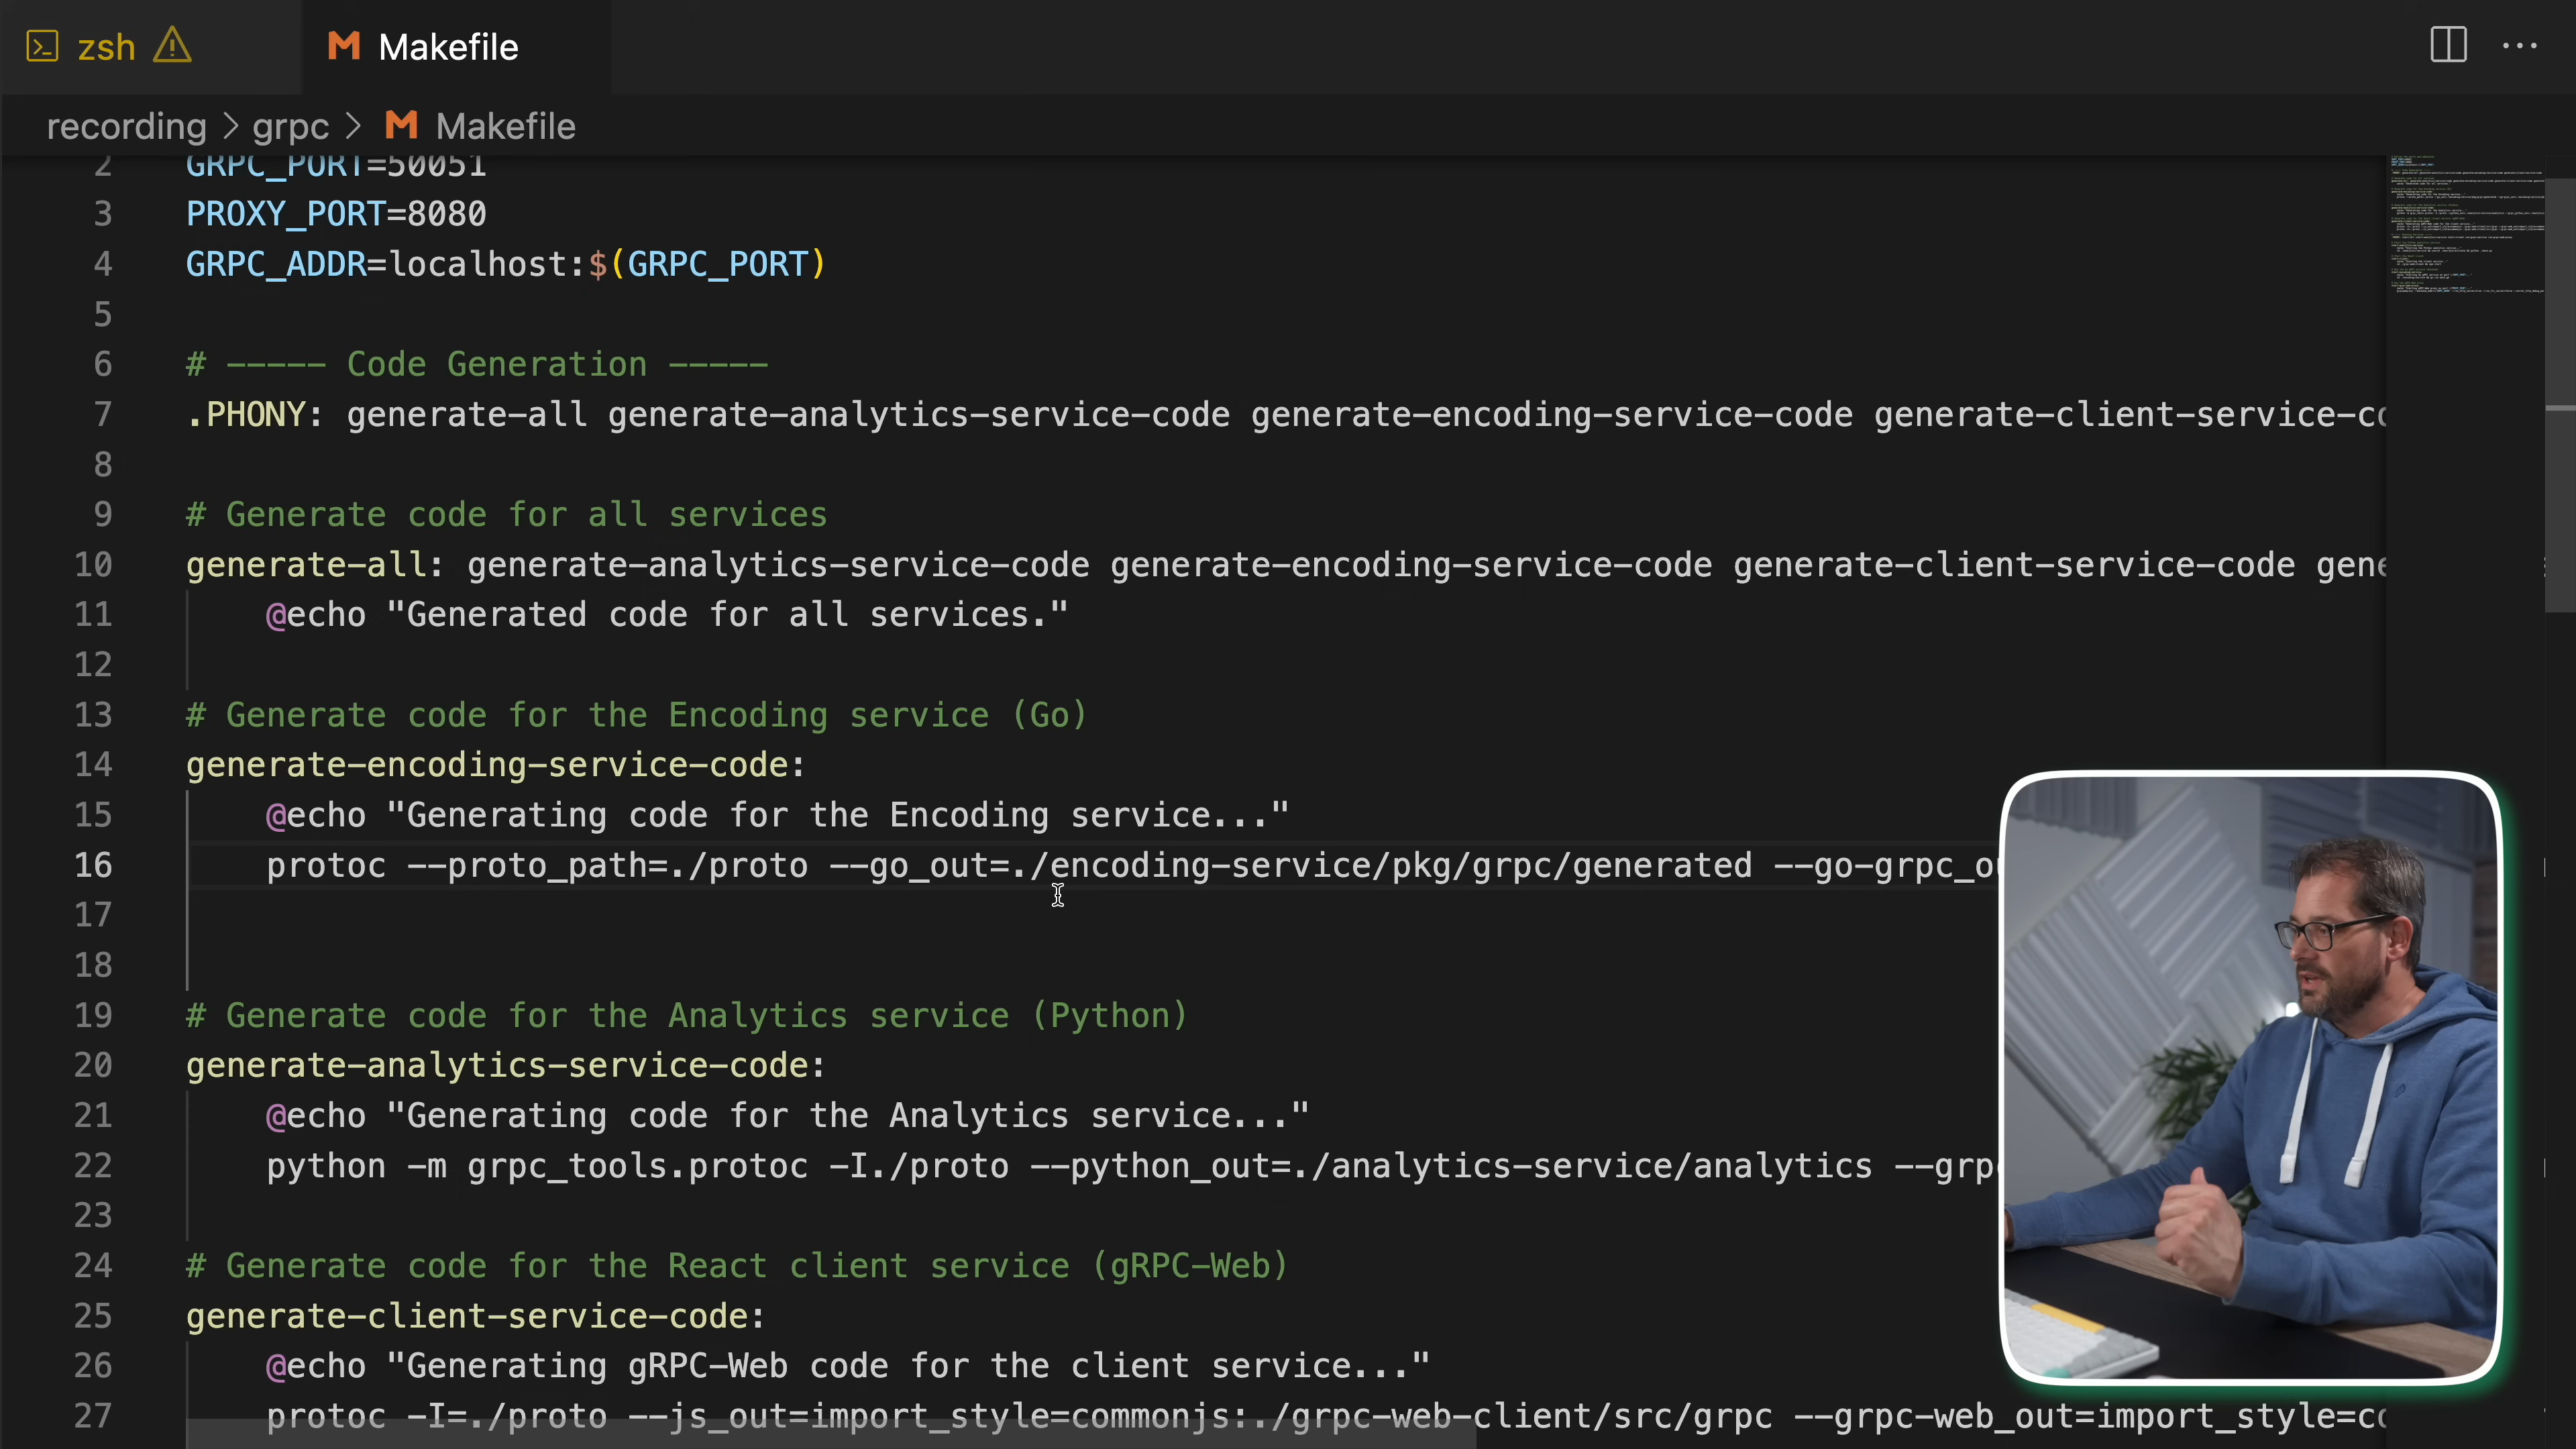 zsh
Makefile
recording > grpc > Makefile
2 GRPC_PORT=50051
3 PROXY_PORT=8080
4 GRPC_ADDR=localhost:$(GRPC_PORT)
5
6 # ----- Code Generation -----
7 .PHONY: generate-all generate-analytics-service-code generate-encoding-service-code generate-client-service-co
8
9 # Generate code for all services
10 generate-all: generate-analytics-service-code generate-encoding-service-code generate-client-service-code gene
11 @echo "Generated code for all services."
12
13 # Generate code for the Encoding service (Go)
14 generate-encoding-service-code:
15 @echo "Generating code for the Encoding service..."
16 protoc --proto_path=./proto --go_out=./encoding-service/pkg/grpc/generated --go-grpc_o
17
18
19 # Generate code for the Analytics service (Python)
20 generate-analytics-service-code:
21 @echo "Generating code for the Analytics service..."
22 python -m grpc_tools.protoc -I./proto --python_out=./analytics-service/analytics --grp
23
24 # Generate code for the React client service (gRPC-Web)
25 generate-client-service-code:
26 @echo "Generating gRPC-Web code for the client service..."
27 protoc -I=./proto --js_out=import_style=commonjs:./grpc-web-client/src/grpc --grpc-web_out=import_style=co